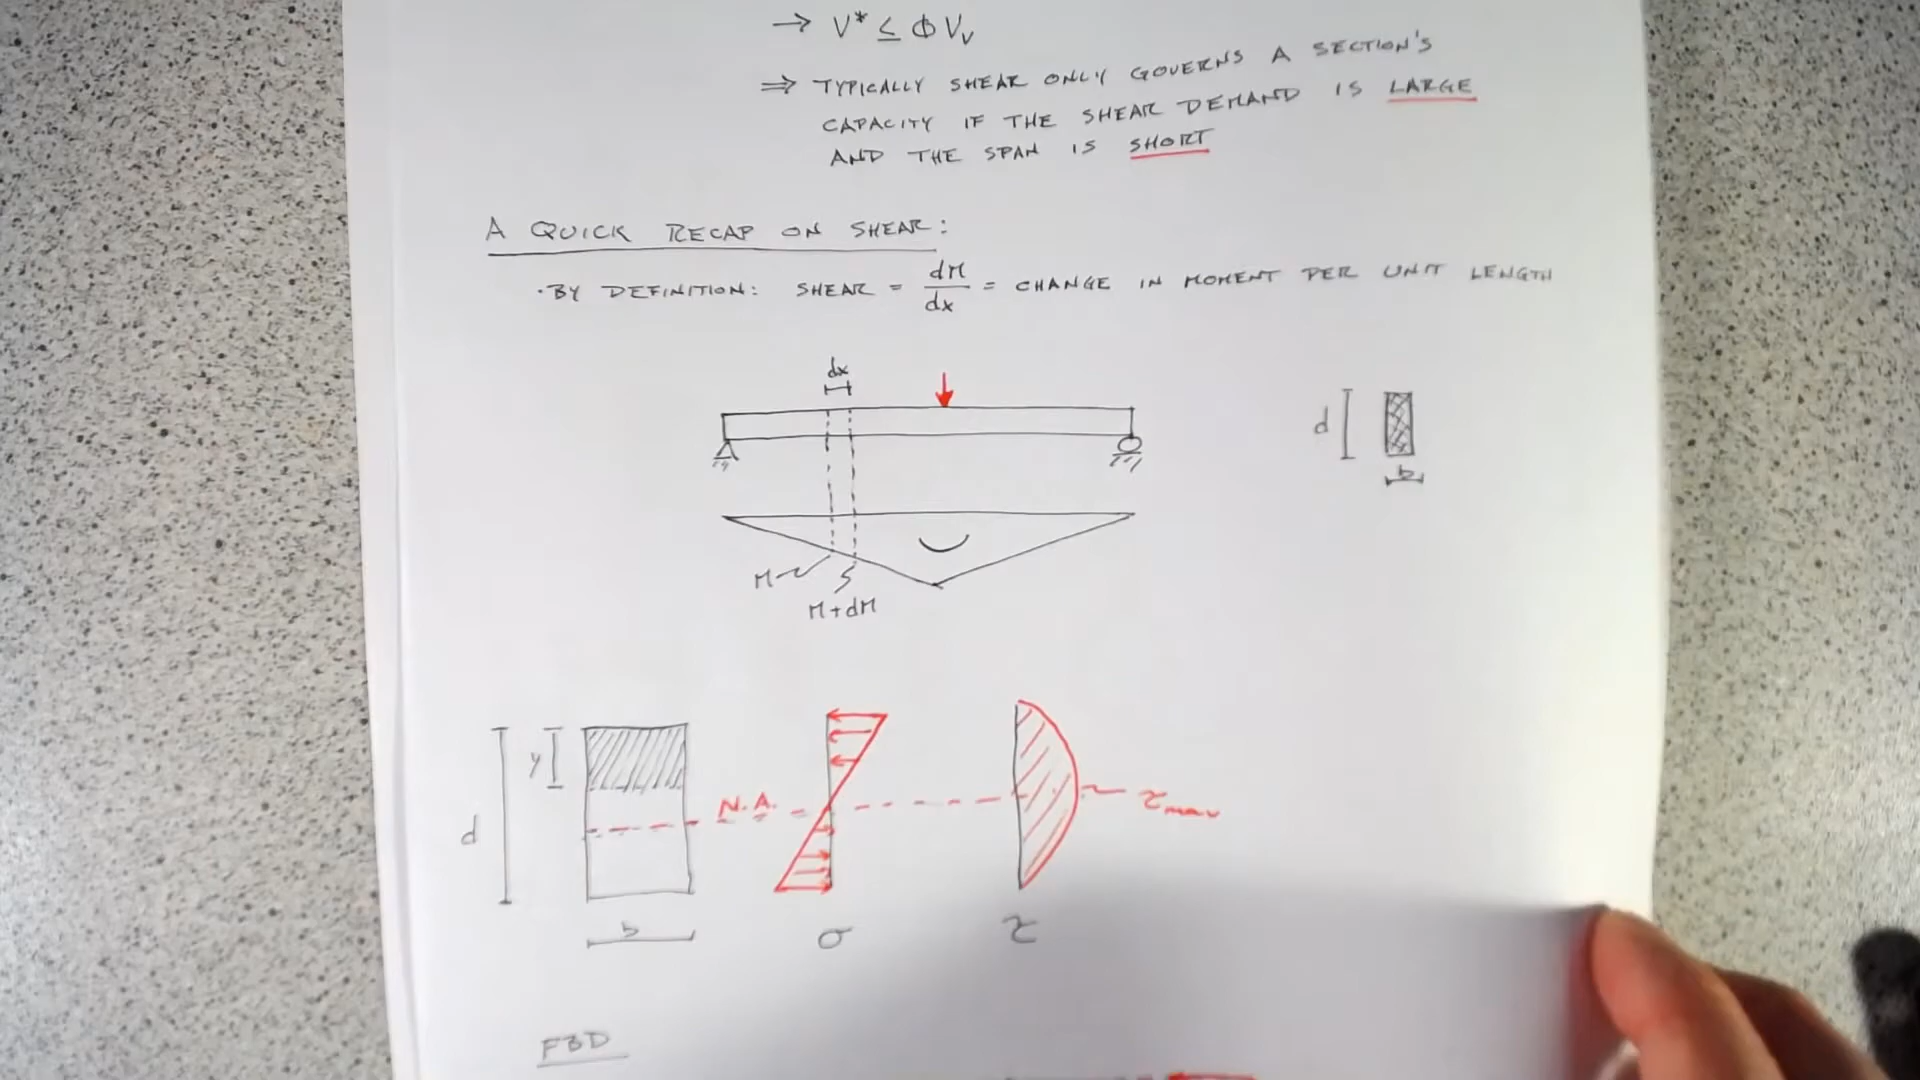 → V* ≤ ΦVv
⇒ TYPICALLY SHEAR ONLY GOVERNS A SECTION'S
CAPACITY IF THE SHEAR DEMAND IS LARGE
AND THE SPAN IS SHORT
A QUICK RECAP ON SHEAR:
·BY DEFINITION: SHEAR = dM/dx = CHANGE IN MOMENT PER UNIT LENGTH
dx
d
b
M
M+dM
y
d
N.A.
τmax
b
σ
τ
FBD